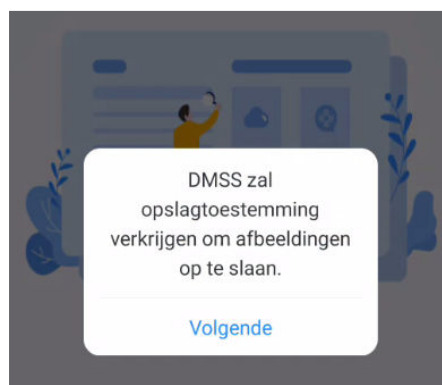 DMSS zal
opslagtoestemming
verkrijgen om afbeeldingen
op te slaan.
Volgende